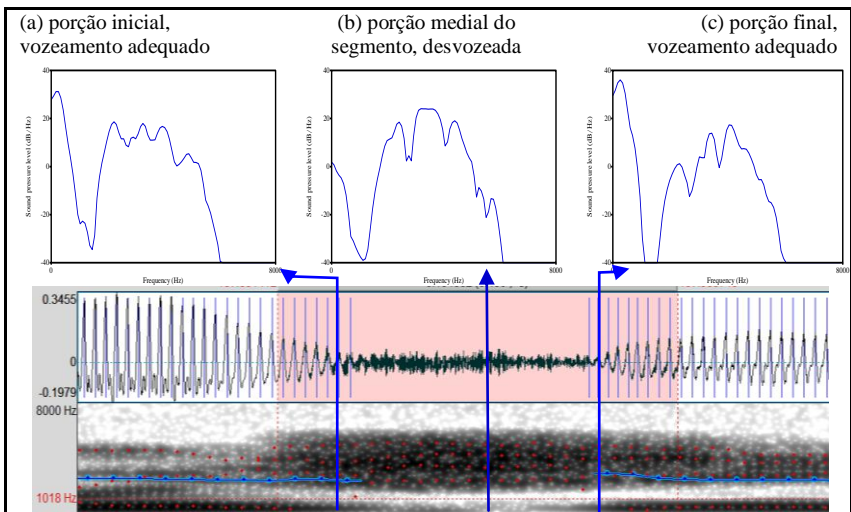 (a) porção inicial,
vozeamento adequado
(b) porção medial do
segmento, desvozeada
(c) porção final,
vozeamento adequado
40
20
0
-20
-40
0
8000
Sound pressure level (dB/Hz)
Frequency (Hz)
40
20
0
-20
-40
0
8000
Sound pressure level (dB/Hz)
Frequency (Hz)
40
20
0
-20
-40
0
8000
Sound pressure level (dB/Hz)
Frequency (Hz)
0.3455
0
-0.1979
8000 Hz
1018 Hz